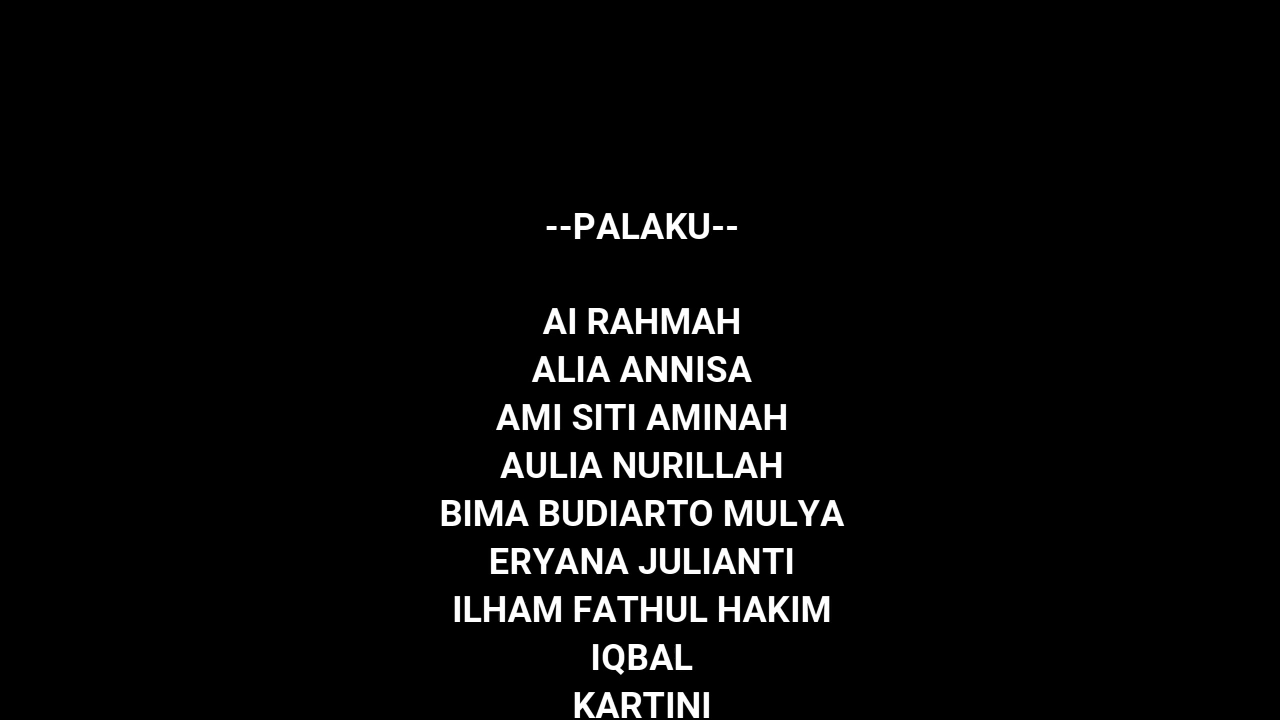 --PALAKU--
AI RAHMAH
ALIA ANNISA
AMI SITI AMINAH
AULIA NURILLAH
BIMA BUDIARTO MULYA
ERYANA JULIANTI
ILHAM FATHUL HAKIM
IQBAL
KARTINI